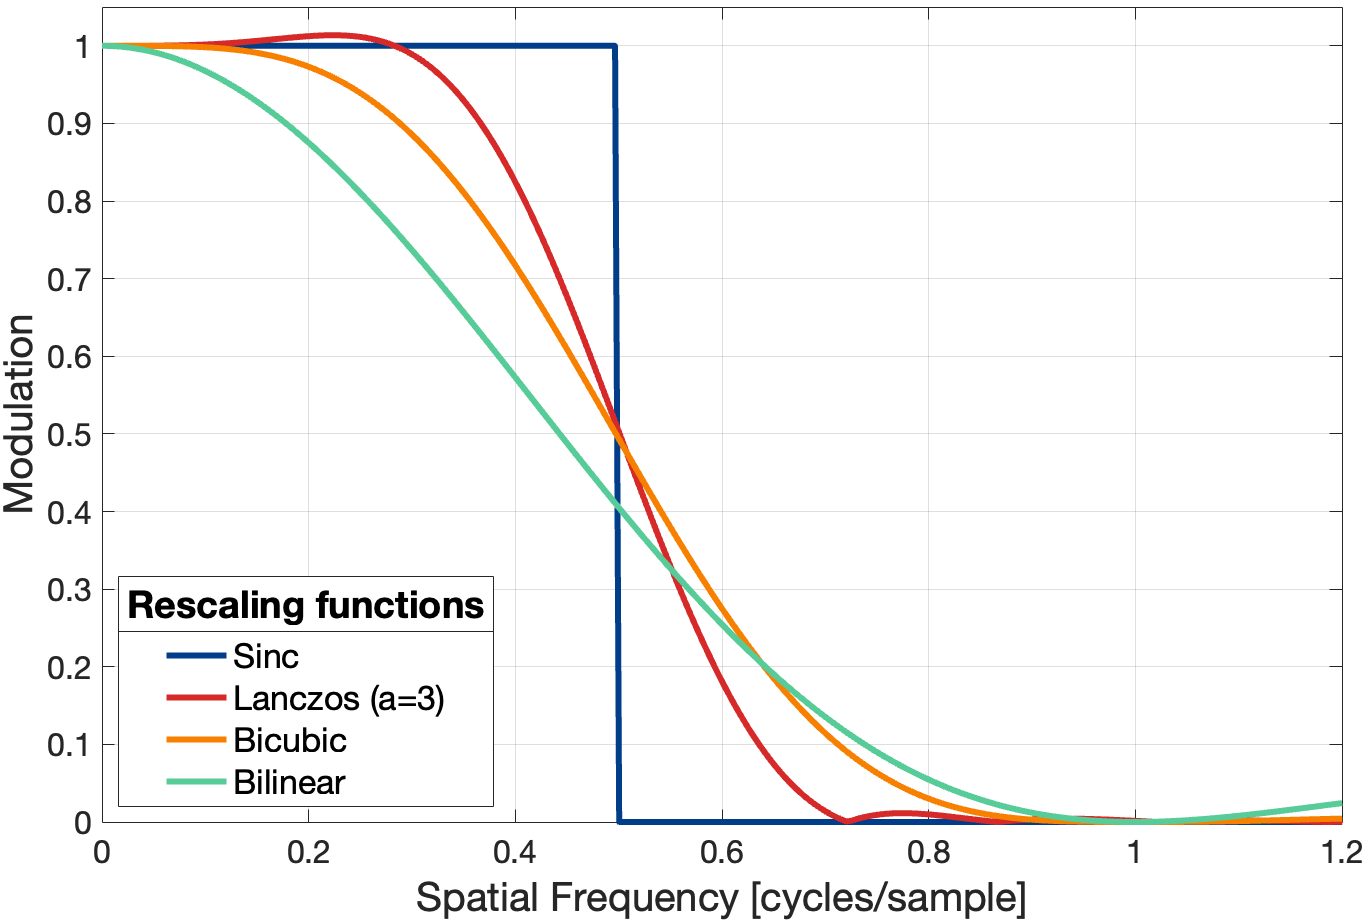 1
0.9
0.8
0.7
0.6
0.5
0.4
0.3
0.2
0.1
0
Modulation
Rescaling functions
Sinc
Lanczos (a=3)
Bicubic
Bilinear
0 0.2 0.4 0.6 0.8 1 1.2
Spatial Frequency [cycles/sample]